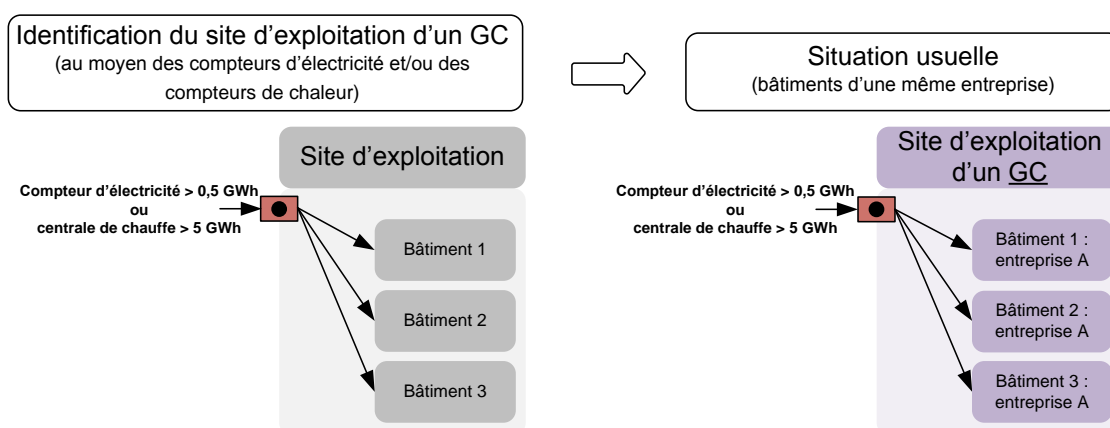 Identification du site d'exploitation d'un GC
(au moyen des compteurs d'électricité et/ou des
compteurs de chaleur)
Situation usuelle
(bâtiments d'une même entreprise)
Site d'exploitation
Compteur d'électricité > 0,5 GWh
ou
centrale de chauffe > 5 GWh
Bâtiment 1
Bâtiment 2
Bâtiment 3
Site d'exploitation
d'un GC
Compteur d'électricité > 0,5 GWh
ou
centrale de chauffe > 5 GWh
Bâtiment 1 :
entreprise A
Bâtiment 2 :
entreprise A
Bâtiment 3 :
entreprise A